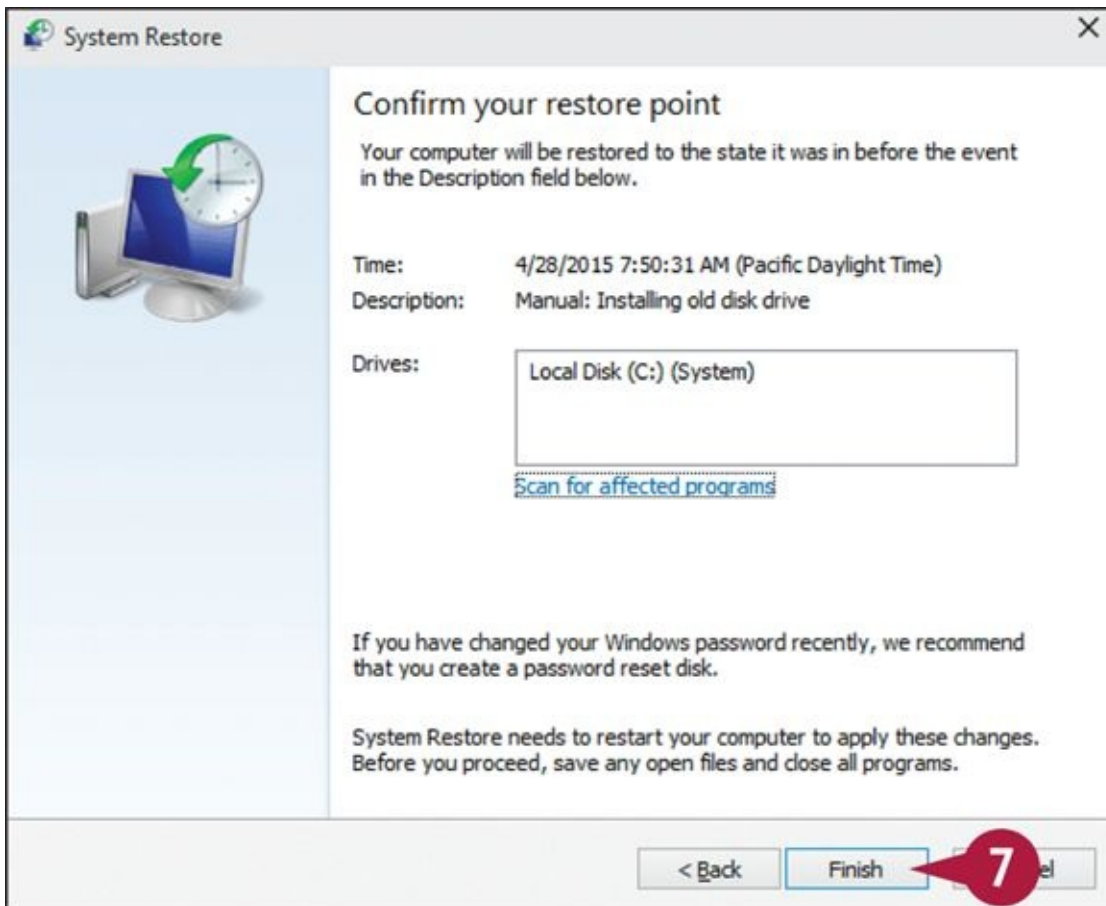 System Restore
Confirm your restore point
Your computer will be restored to the state it was in before the event
in the Description field below.
Time: 4/28/2015 7:50:31 AM (Pacific Daylight Time)
Description: Manual: Installing old disk drive
Drives: Local Disk (C:) (System)
Scan for affected programs
If you have changed your Windows password recently, we recommend
that you create a password reset disk.
System Restore needs to restart your computer to apply these changes.
Before you proceed, save any open files and close all programs.
< Back Finish 7